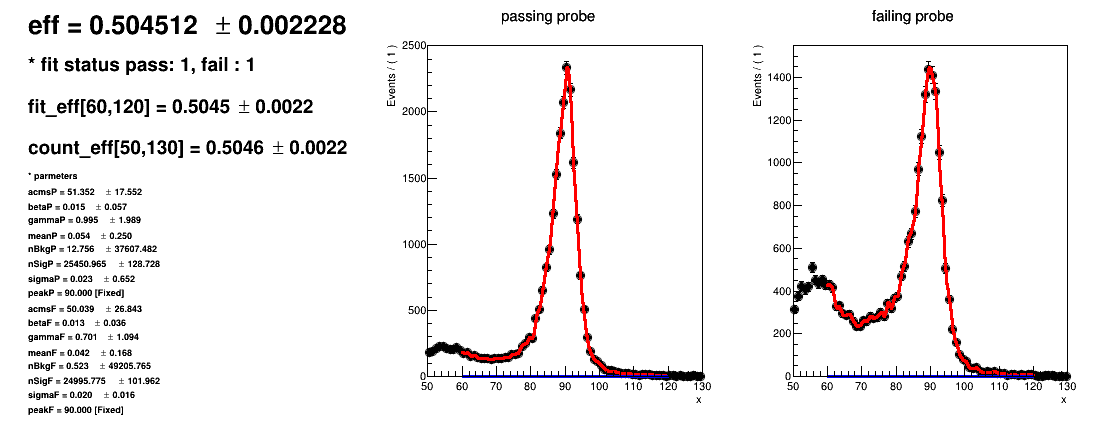 eff = 0.504512 ± 0.002228
* fit status pass: 1, fail : 1
fit_eff[60,120] = 0.5045 ± 0.0022
count_eff[50,130] = 0.5046 ± 0.0022
* parmeters
acmsP = 51.352 ± 17.552
betaP = 0.015 ± 0.057
gammaP = 0.995 ± 1.989
meanP = 0.054 ± 0.250
nBkgP = 12.756 ± 37607.482
nSigP = 25450.965 ± 128.728
sigmaP = 0.023 ± 0.652
peakP = 90.000 [Fixed]
acmsF = 50.039 ± 26.843
betaF = 0.013 ± 0.036
gammaF = 0.701 ± 1.094
meanF = 0.042 ± 0.168
nBkgF = 0.523 ± 49205.765
nSigF = 24995.775 ± 101.962
sigmaF = 0.020 ± 0.016
peakF = 90.000 [Fixed]
passing probe
Events / ( 1 )
2500
2000
1500
1000
500
0
50 60 70 80 90 100 110 120 130
x
failing probe
Events / ( 1 )
1400
1200
1000
800
600
400
200
0
50 60 70 80 90 100 110 120 130
x